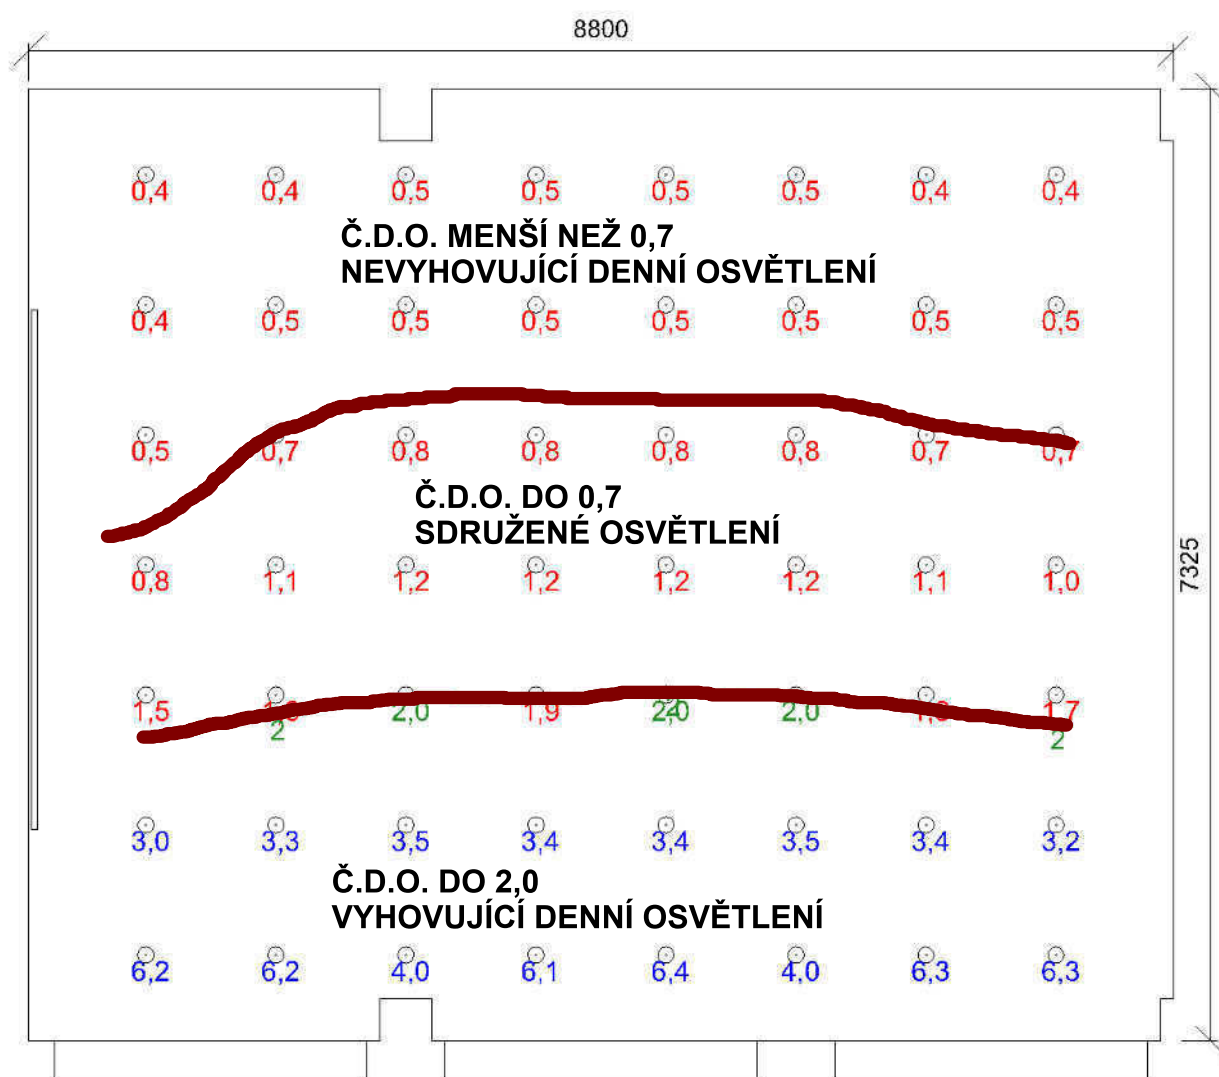 8800
0,4 0,4 0,5 0,5 0,5 0,5 0,4 0,4
Č.D.O. MENŠÍ NEŽ 0,7
NEVYHOVUJÍCÍ DENNÍ OSVĚTLENÍ
0,4 0,5 0,5 0,5 0,5 0,5 0,5 0,5
0,5 0,7 0,8 0,8 0,8 0,8 0,7 0,7
Č.D.O. DO 0,7
SDRUŽENÉ OSVĚTLENÍ
7325
0,8 1,1 1,2 1,2 1,2 1,2 1,1 1,0
1,5 2,0 1,9 2,0 2,0 1,7
2 2 2
3,0 3,3 3,5 3,4 3,4 3,5 3,4 3,2
Č.D.O. DO 2,0
VYHOVUJÍCÍ DENNÍ OSVĚTLENÍ
6,2 6,2 4,0 6,1 6,4 4,0 6,3 6,3